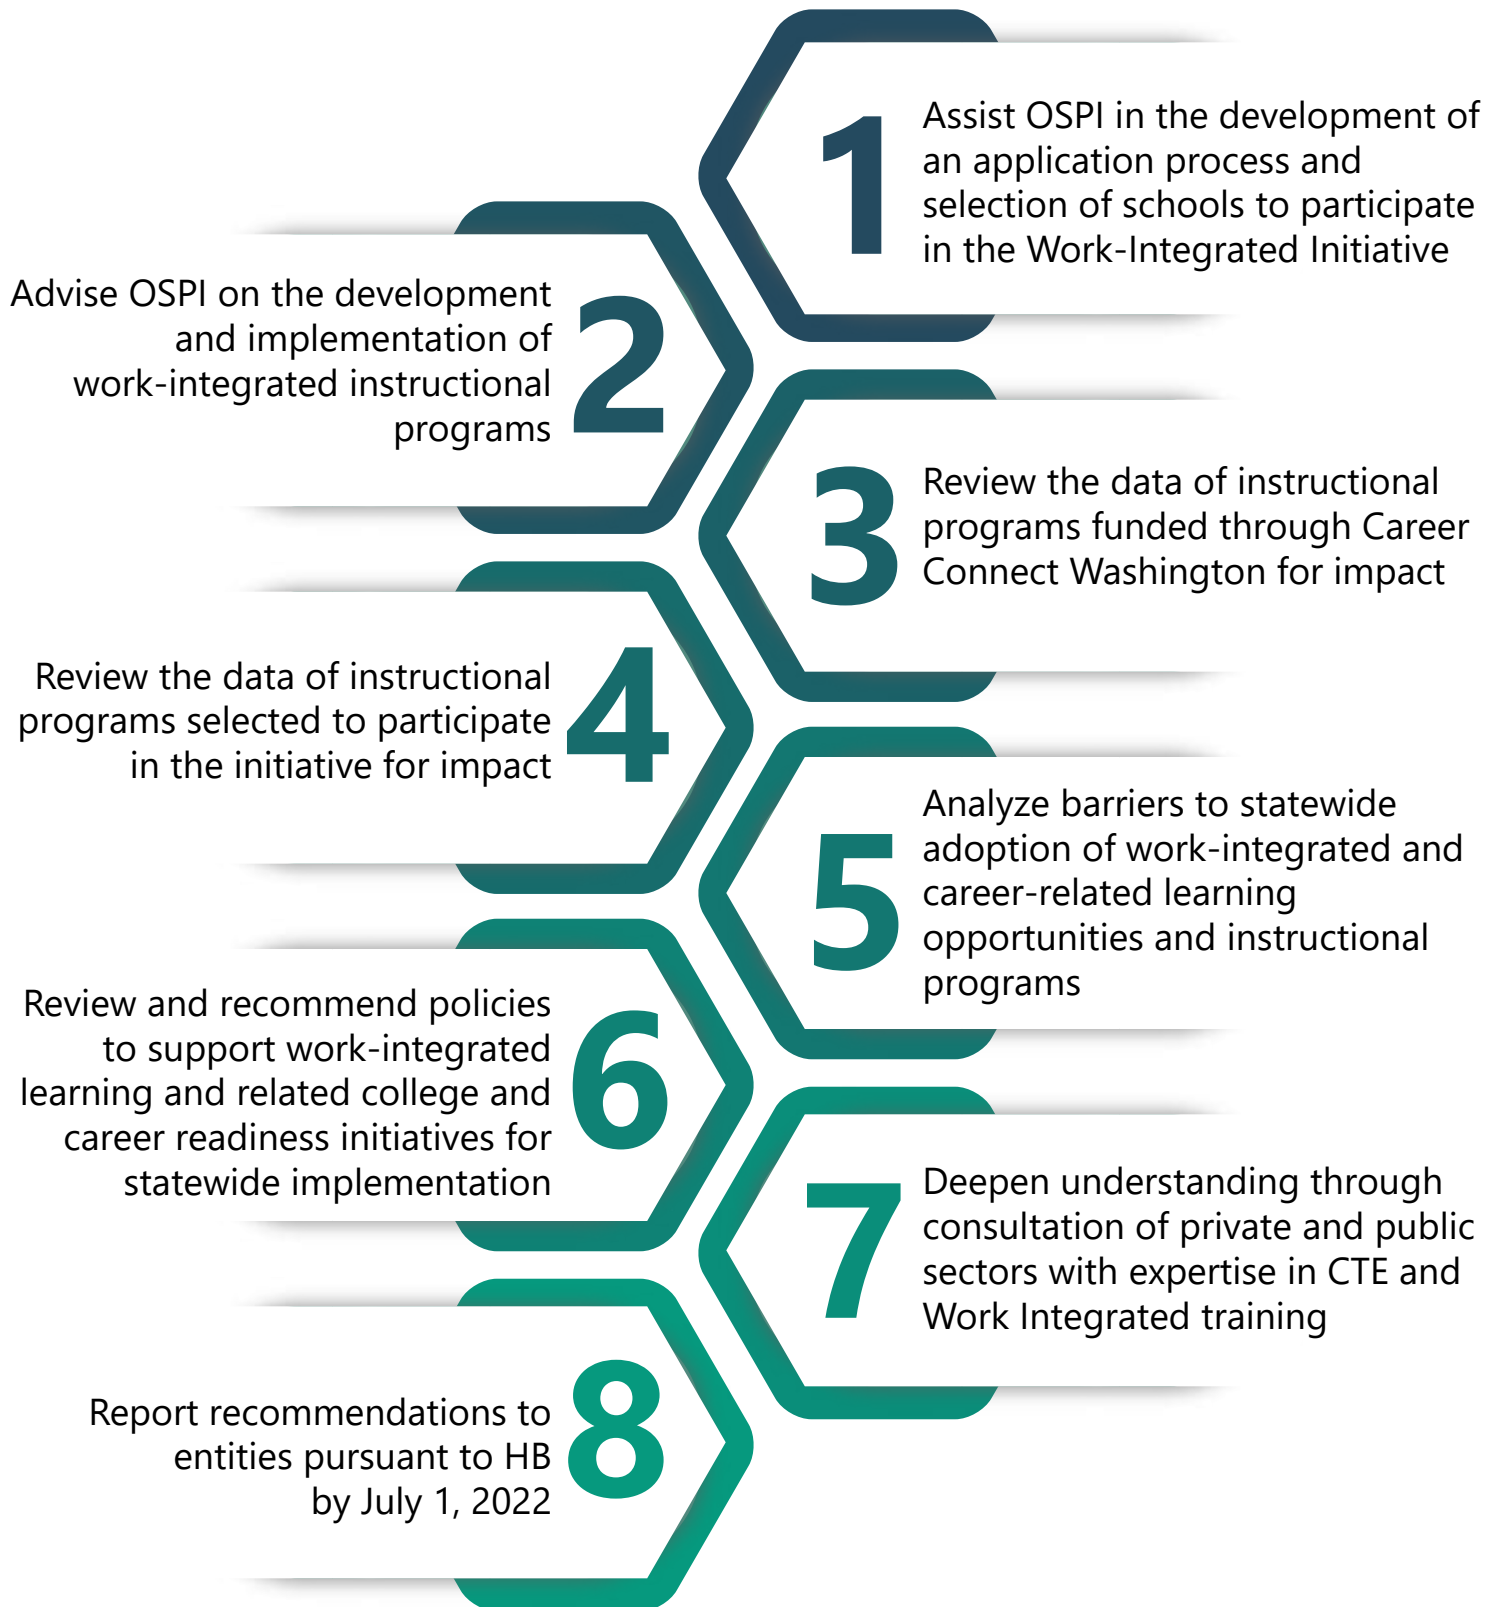 1
Assist OSPI in the development of
an application process and
selection of schools to participate
in the Work-Integrated Initiative
2
Advise OSPI on the development
and implementation of
work-integrated instructional
programs
3
Review the data of instructional
programs funded through Career
Connect Washington for impact
4
Review the data of instructional
programs selected to participate
in the initiative for impact
5
Analyze barriers to statewide
adoption of work-integrated and
career-related learning
opportunities and instructional
programs
6
Review and recommend policies
to support work-integrated
learning and related college and
career readiness initiatives for
statewide implementation
7
Deepen understanding through
consultation of private and public
sectors with expertise in CTE and
Work Integrated training
8
Report recommendations to
entities pursuant to HB
by July 1, 2022